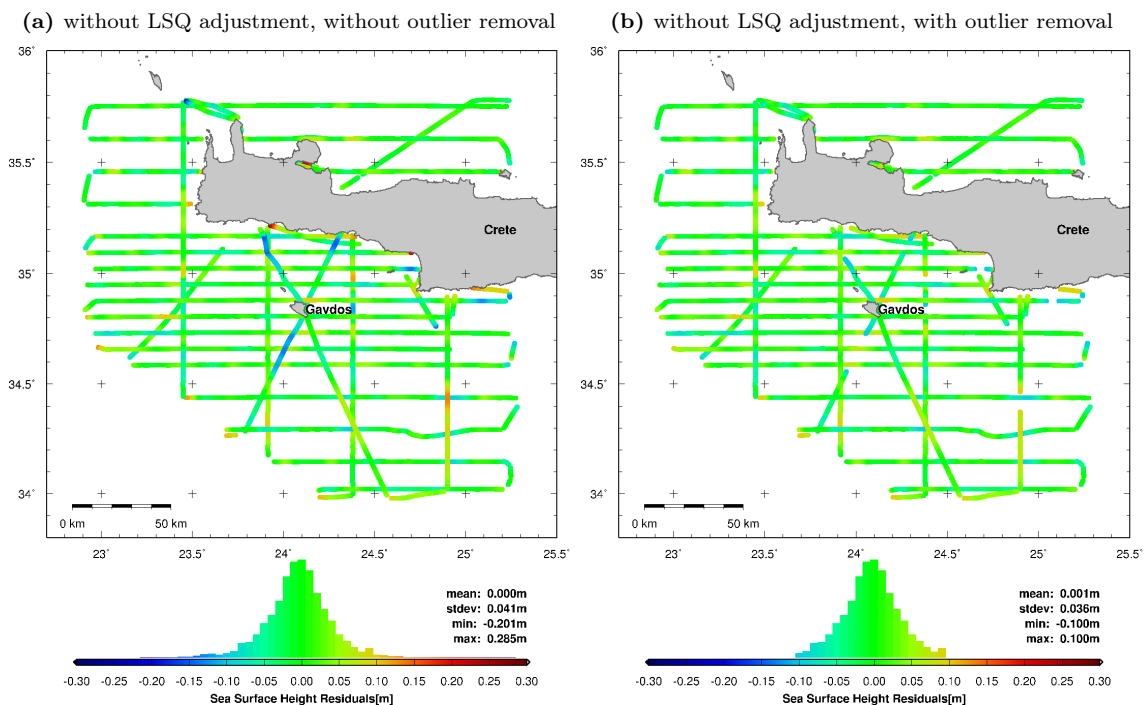 (a) without LSQ adjustment, without outlier removal
36˚
35.5˚
35˚
34.5˚
34˚
Crete
Gavdos
0 km 50 km
23˚ 23.5˚ 24˚ 24.5˚ 25˚ 25.5˚
mean: 0.000m
stdev: 0.041m
min: -0.201m
max: 0.285m
-0.30 -0.25 -0.20 -0.15 -0.10 -0.05 0.00 0.05 0.10 0.15 0.20 0.25 0.30
Sea Surface Height Residuals[m]
(b) without LSQ adjustment, with outlier removal
36˚
35.5˚
35˚
34.5˚
34˚
Crete
Gavdos
0 km 50 km
23˚ 23.5˚ 24˚ 24.5˚ 25˚ 25.5˚
mean: 0.001m
stdev: 0.036m
min: -0.100m
max: 0.100m
-0.30 -0.25 -0.20 -0.15 -0.10 -0.05 0.00 0.05 0.10 0.15 0.20 0.25 0.30
Sea Surface Height Residuals[m]